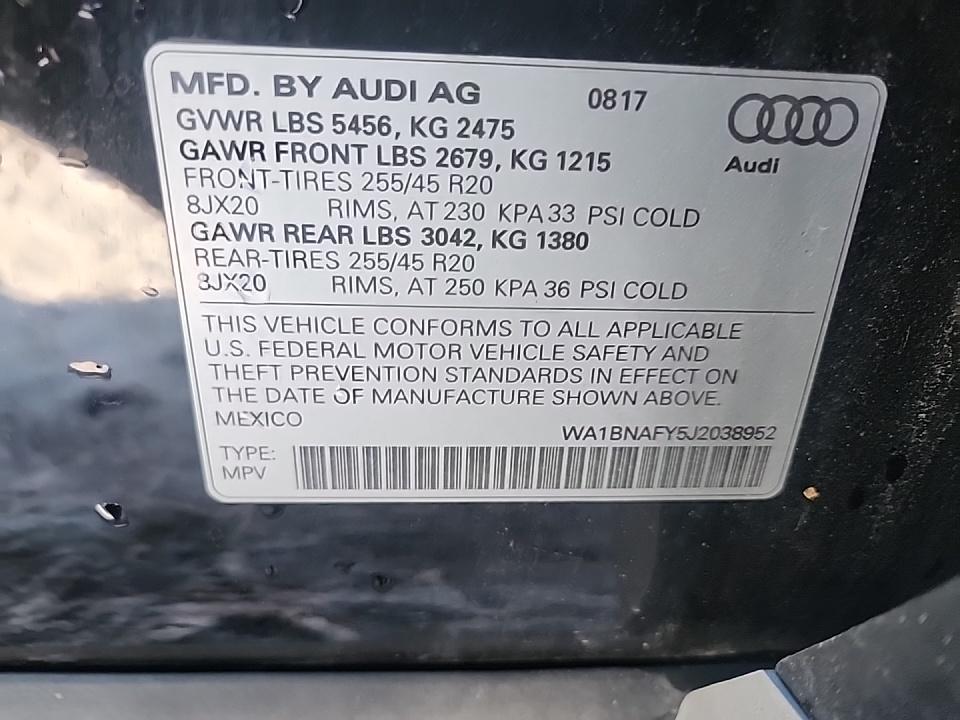 MFD. BY AUDI AG 0817
GVWR LBS 5456, KG 2475
GAWR FRONT LBS 2679, KG 1215
FRONT-TIRES 255/45 R20
8JX20 RIMS, AT 230 KPA 33 PSI COLD
GAWR REAR LBS 3042, KG 1380
REAR-TIRES 255/45 R20
8JX20 RIMS, AT 250 KPA 36 PSI COLD
Audi
THIS VEHICLE CONFORMS TO ALL APPLICABLE
U.S. FEDERAL MOTOR VEHICLE SAFETY AND
THEFT PREVENTION STANDARDS IN EFFECT ON
THE DATE OF MANUFACTURE SHOWN ABOVE.
MEXICO
WA1BNAFY5J2038952
TYPE:
MPV